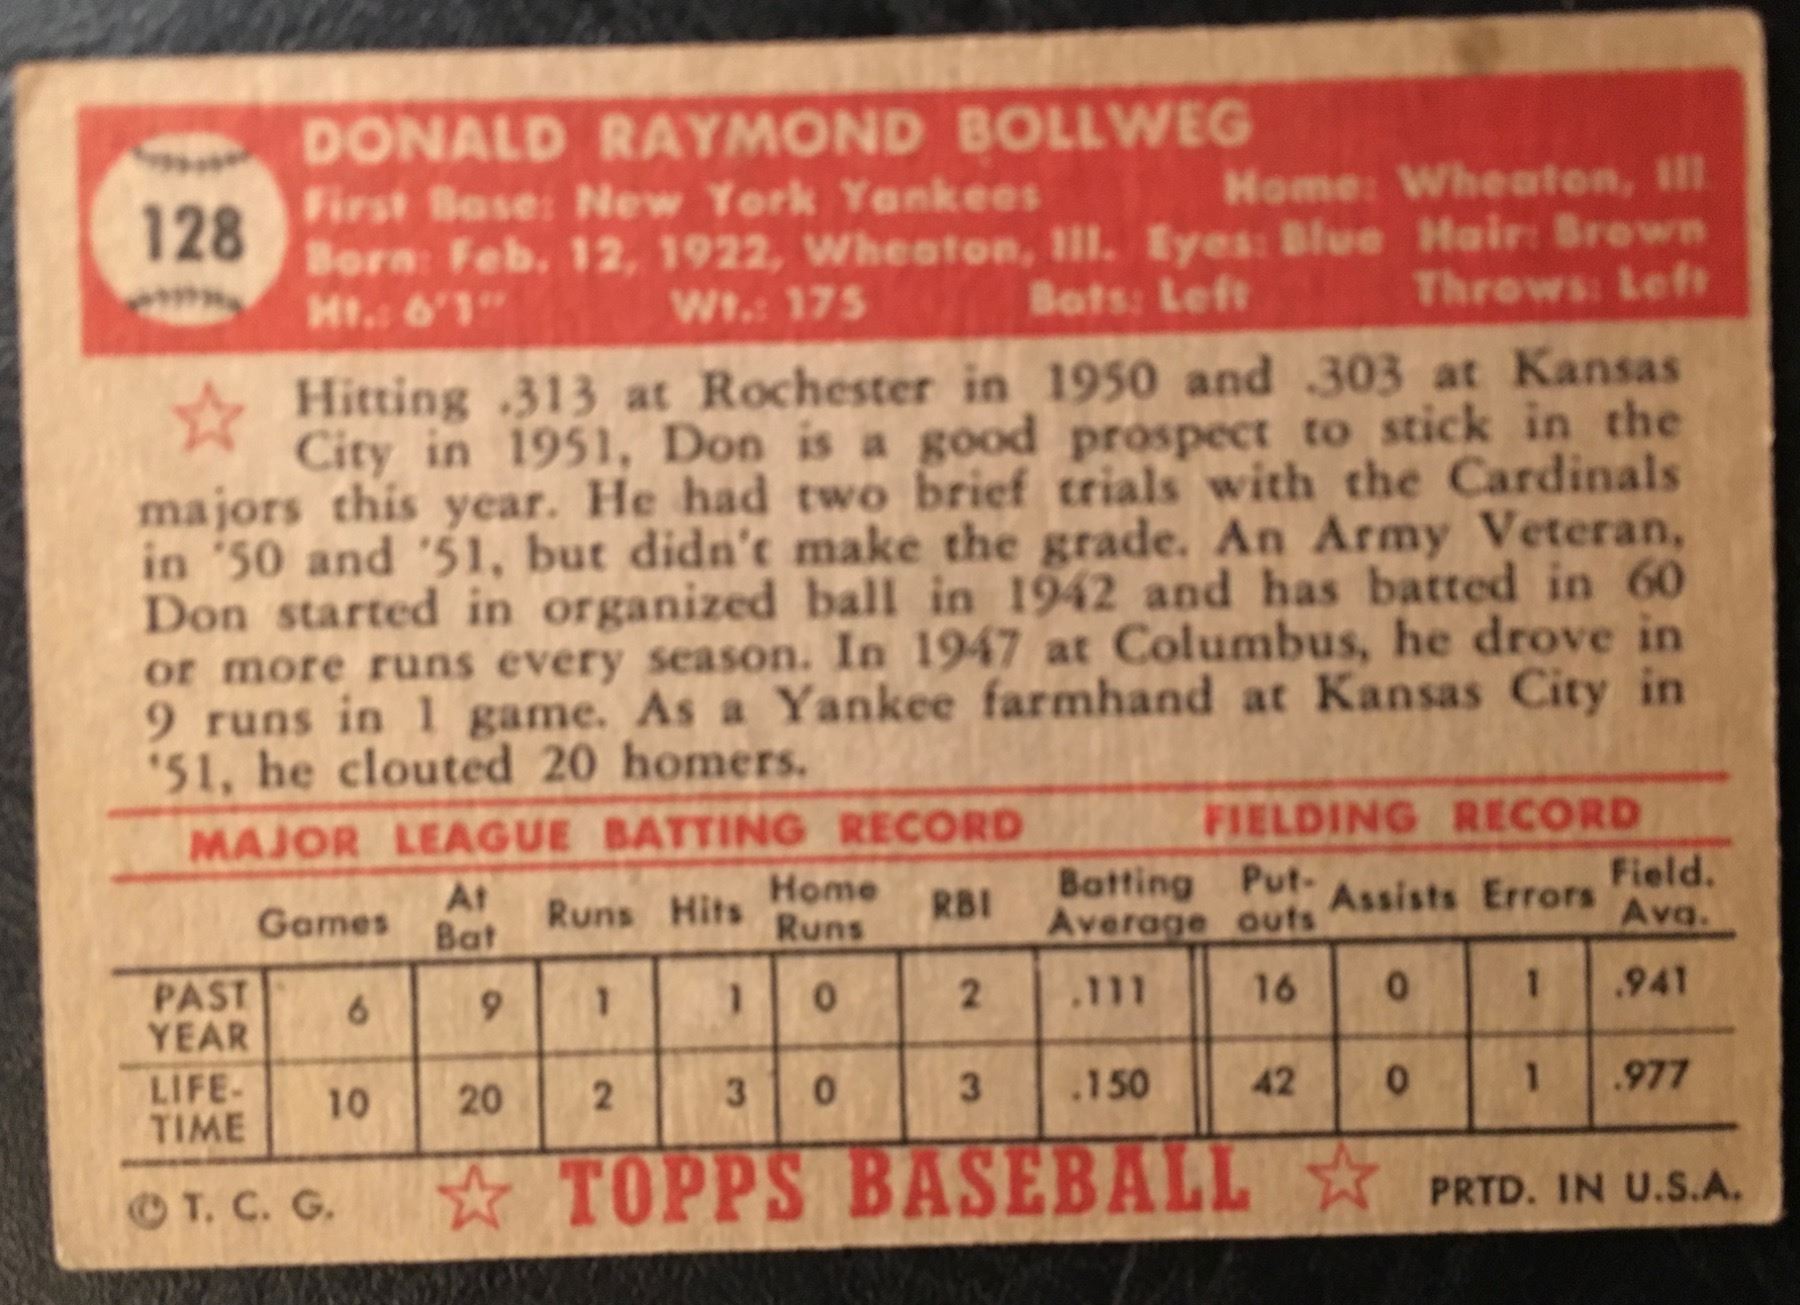 128
DONALD RAYMOND BOLLWEG
First Base: New York Yankees Home: Wheaton, Ill
Born: Feb. 12, 1922, Wheaton, Ill. Eyes: Blue Hair: Brown
Ht.: 6'1" Wt.: 175 Bats: Left Throws: Left
Hitting .313 at Rochester in 1950 and .303 at Kansas
City in 1951, Don is a good prospect to stick in the
majors this year. He had two brief trials with the Cardinals
in '50 and '51, but didn't make the grade. An Army Veteran,
Don started in organized ball in 1942 and has batted in 60
or more runs every season. In 1947 at Columbus, he drove in
9 runs in 1 game. As a Yankee farmhand at Kansas City in
'51, he clouted 20 homers.
MAJOR LEAGUE BATTING RECORD FIELDING RECORD
Games At Bat Runs Hits Home Runs RBI Batting Average Put-outs Assists Errors Field. Avg.
PAST YEAR 6 9 1 1 0 2 .111 16 0 1 .941
LIFE-TIME 10 20 2 3 0 3 .150 42 0 1 .977
© T. C. G. TOPPS BASEBALL PRTD. IN U.S.A.